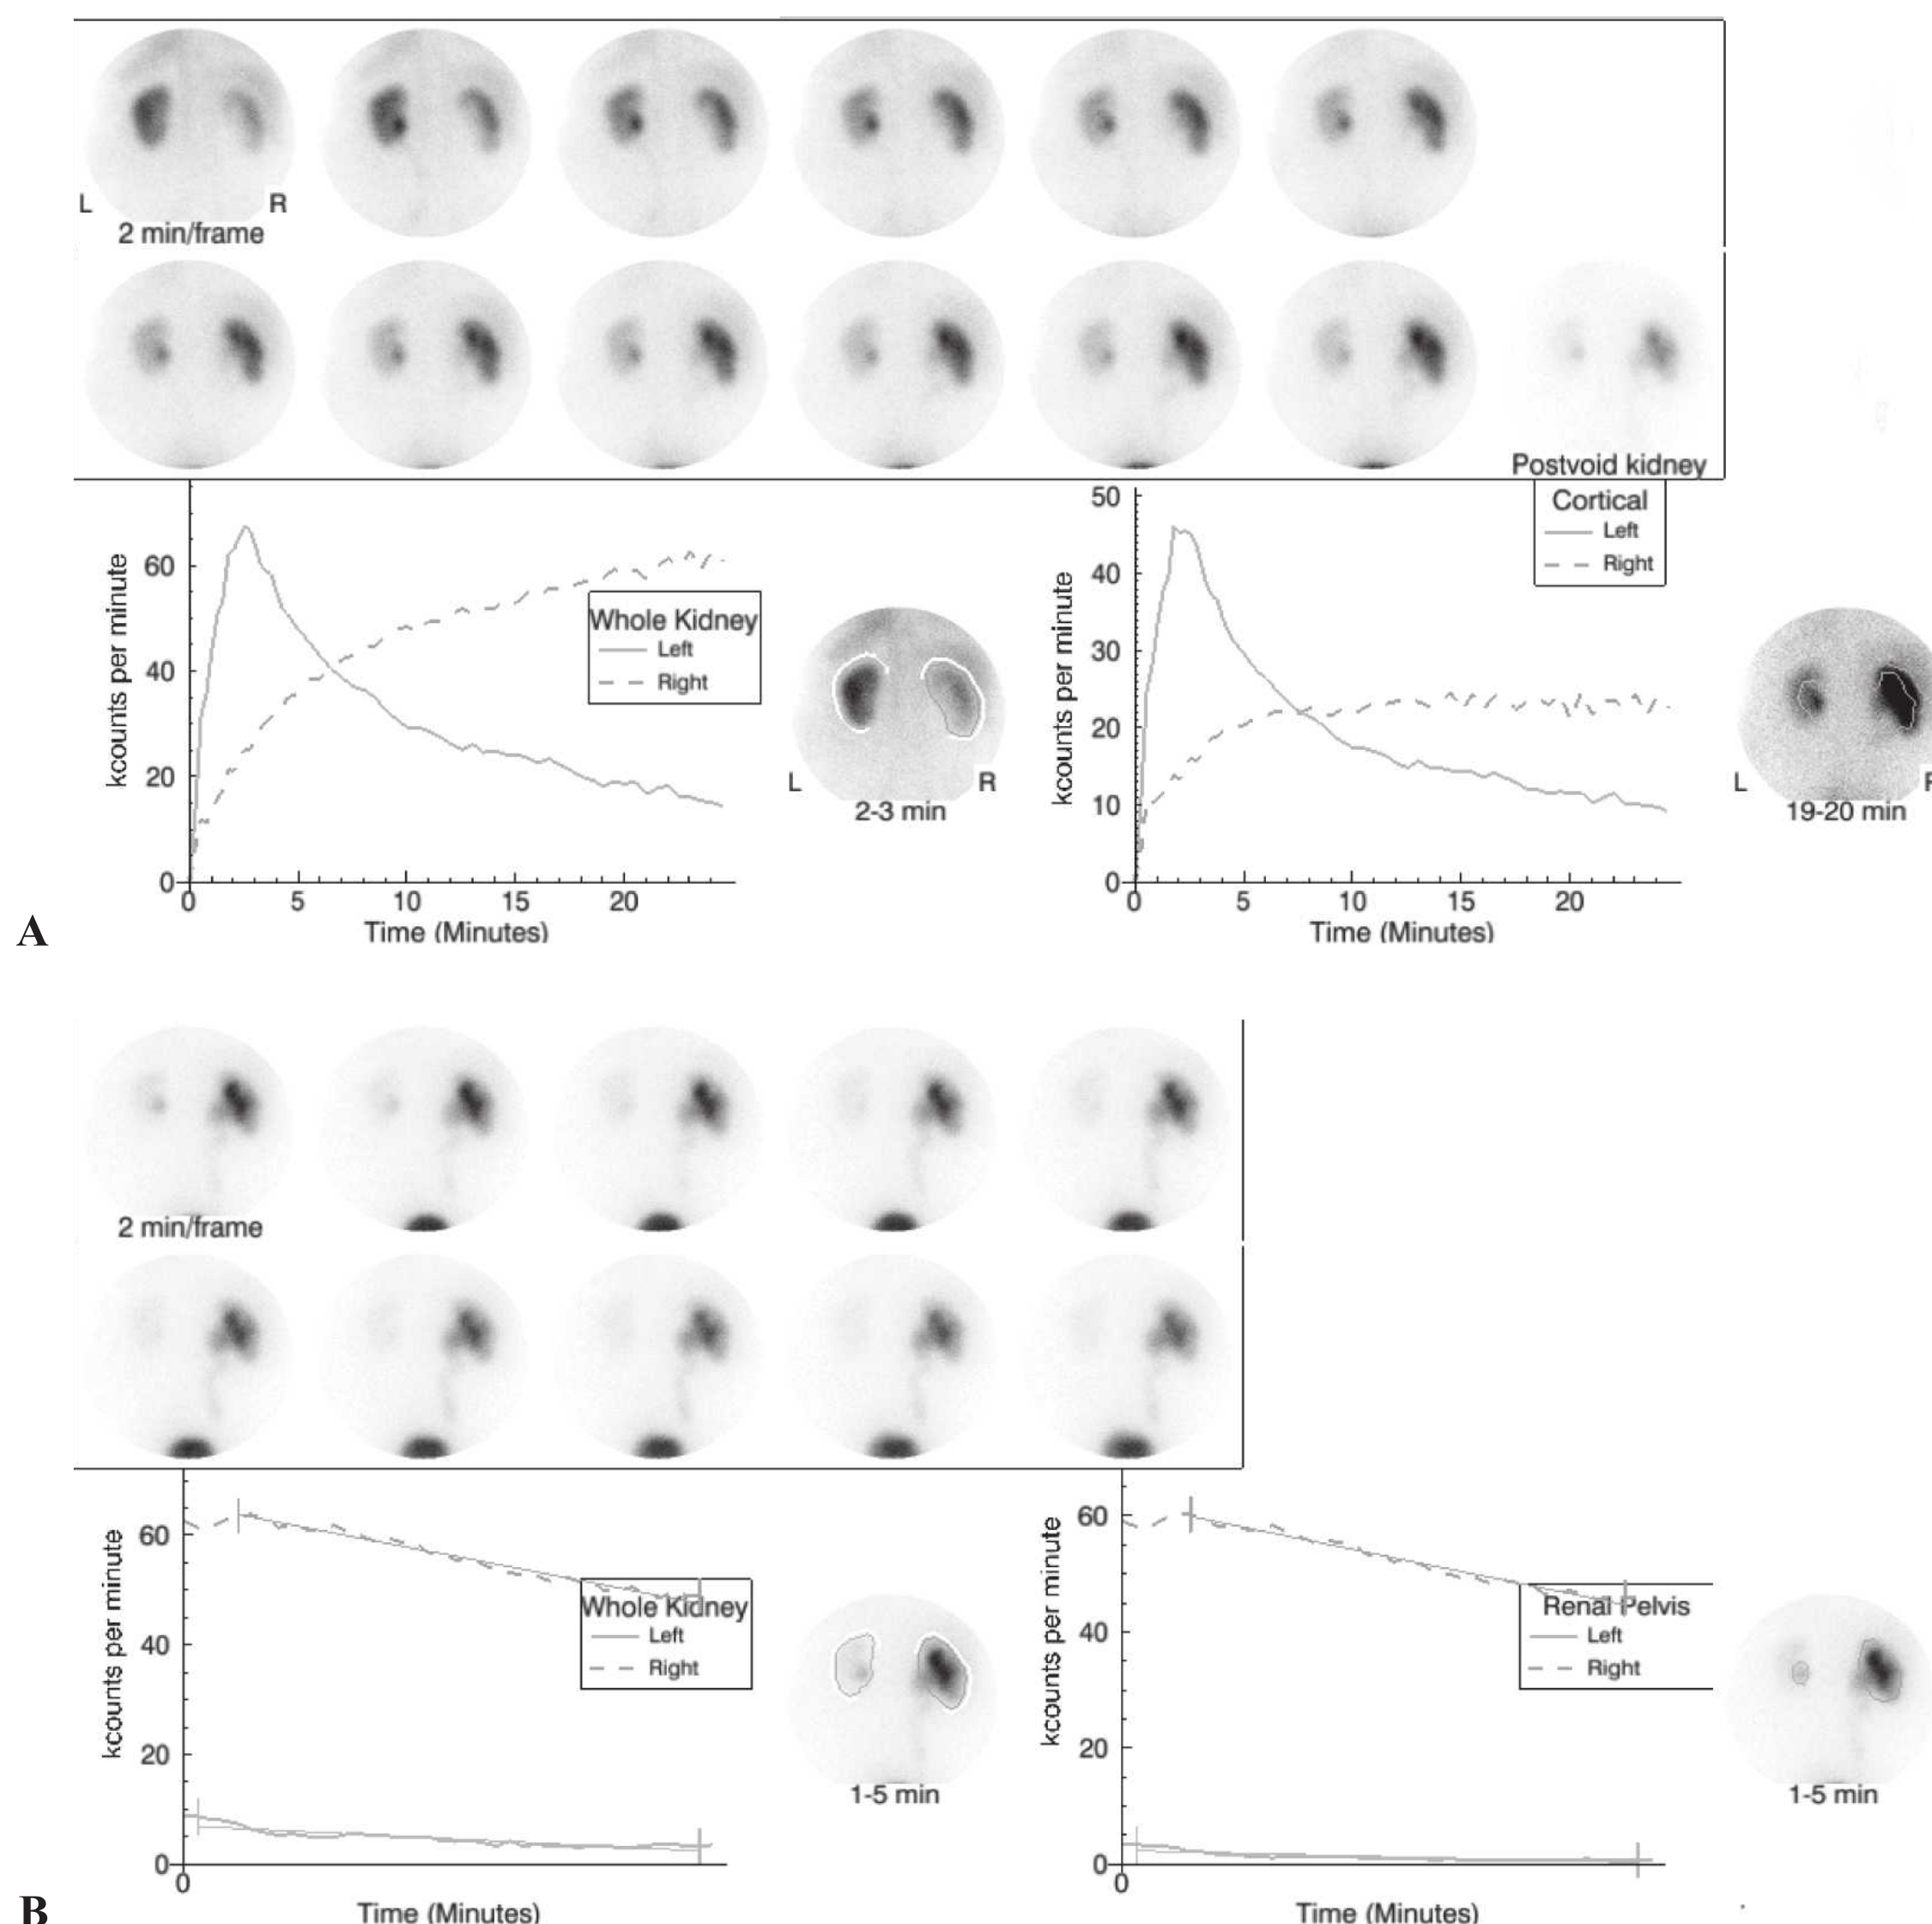 L
R
2 min/frame
Postvoid kidney
kcounts per minute
60
40
20
0
0
5
10
15
20
Time (Minutes)
Whole Kidney
Left
Right
L
R
2-3 min
kcounts per minute
50
40
30
20
10
0
0
5
10
15
20
Time (Minutes)
Cortical
Left
Right
L
19-20 min
A
2 min/frame
kcounts per minute
60
40
20
0
0
Time (Minutes)
Whole Kidney
Left
Right
1-5 min
kcounts per minute
60
40
20
0
0
Time (Minutes)
Renal Pelvis
Left
Right
1-5 min
B